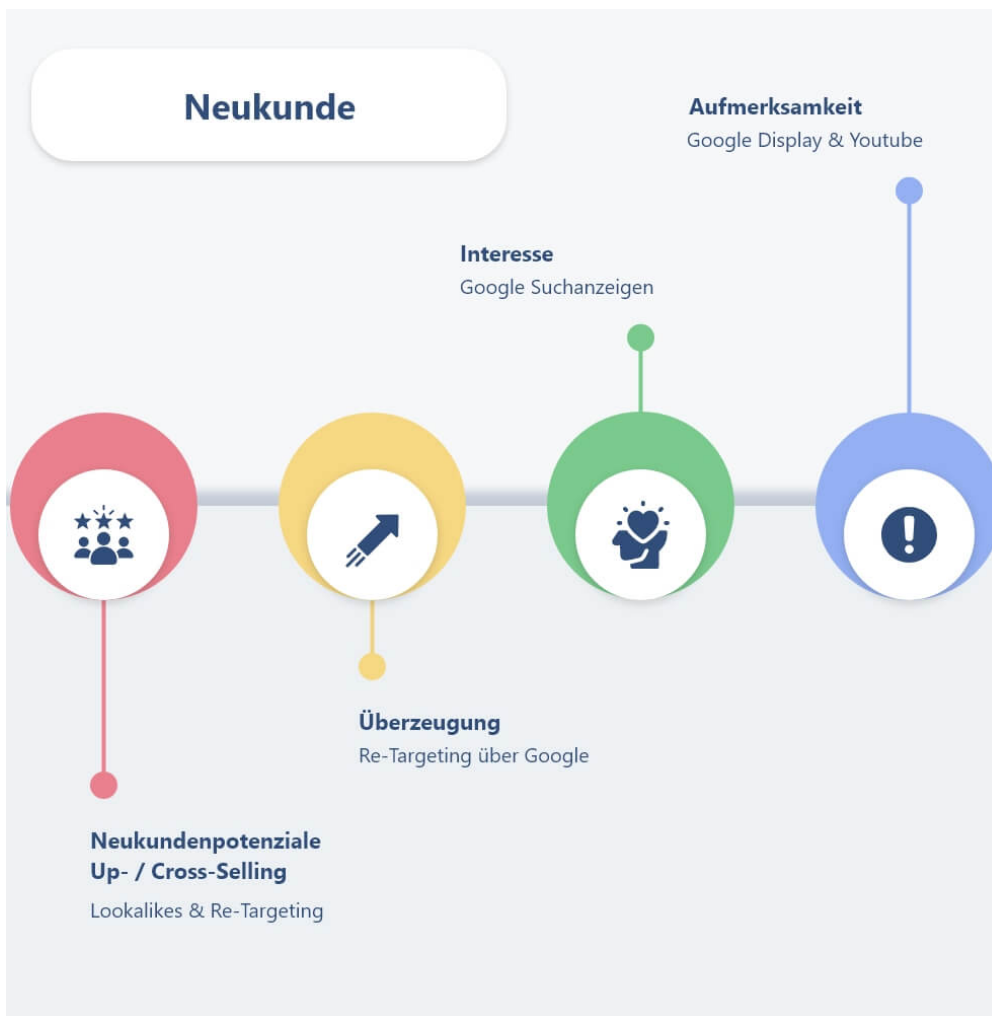 Neukunde
Aufmerksamkeit
Google Display & Youtube
Interesse
Google Suchanzeigen
Überzeugung
Re-Targeting über Google
Neukundenpotenziale
Up- / Cross-Selling
Lookalikes & Re-Targeting